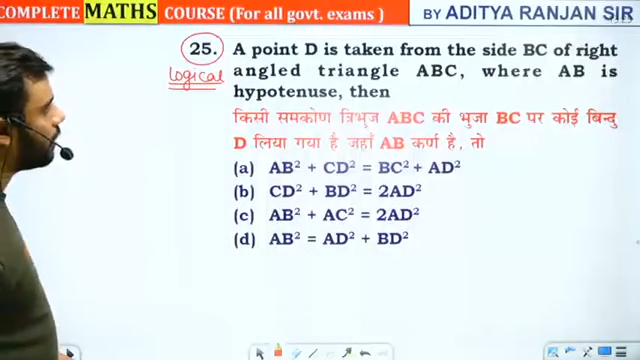 COMPLETE MATHS COURSE (For all govt. exams )
BY ADITYA RANJAN SIR
25. A point D is taken from the side BC of right
Logical angled triangle ABC, where AB is
hypotenuse, then
किसी समकोण त्रिभुज ABC की भुजा BC पर कोई बिन्दु
D लिया गया है जहाँ AB कर्ण है, तो
(a) AB² + CD² = BC² + AD²
(b) CD² + BD² = 2AD²
(c) AB² + AC² = 2AD²
(d) AB² = AD² + BD²